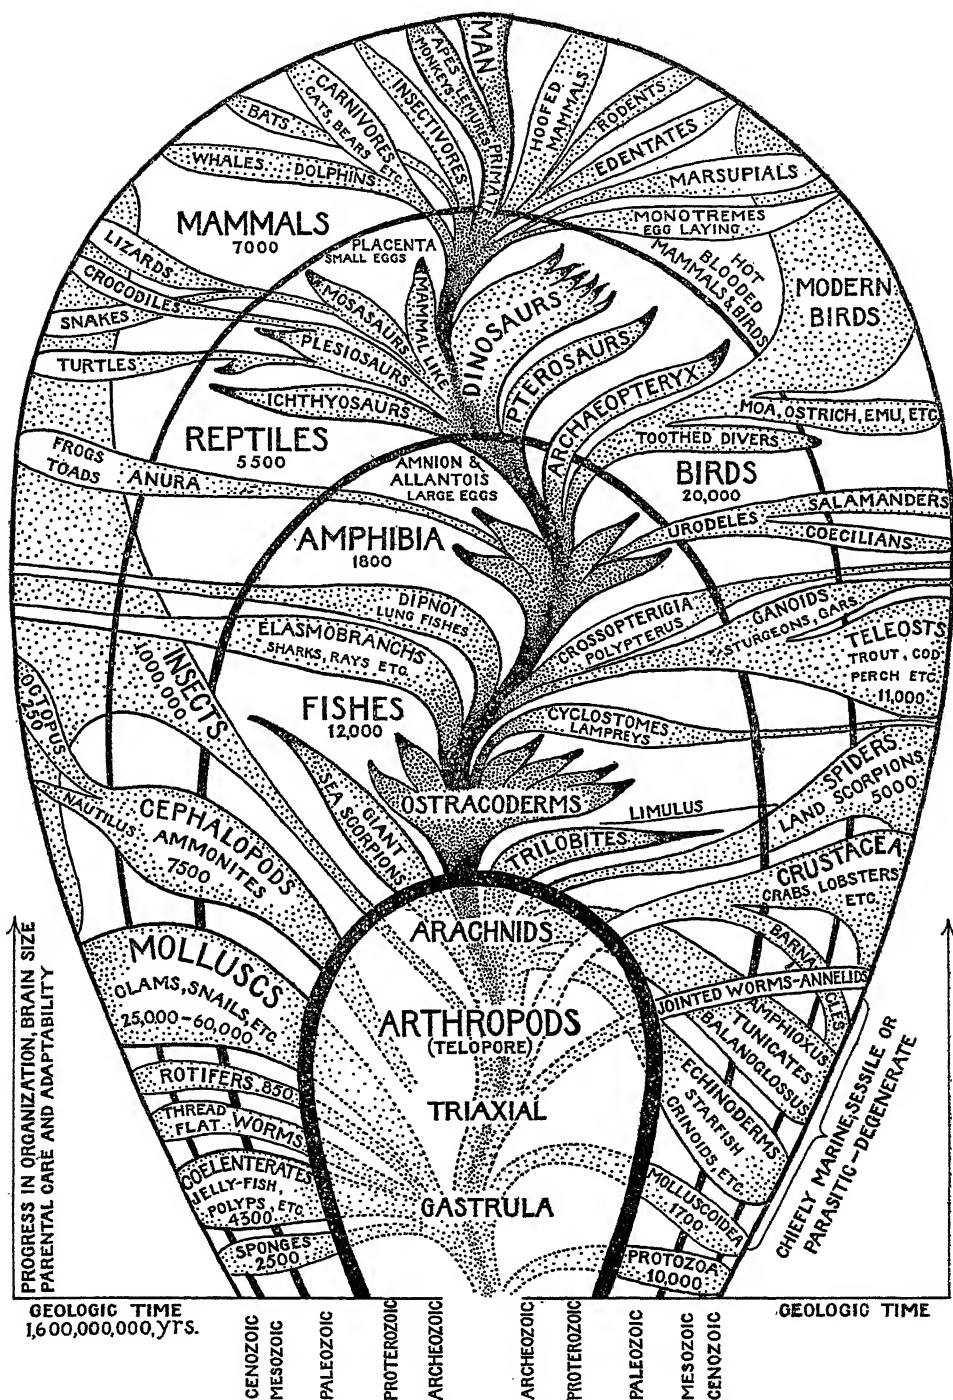 MAN
APES
MONKEYS
LEMURS
PRIMATES
HOOFED
MAMMALS
RODENTS
EDENTATES
MARSUPIALS
MONOTREMES
EGG LAYING
INSECTIVORES
CARNIVORES
CATS, BEARS
ETC.
BATS
WHALES
DOLPHINS
MAMMALS
7000
PLACENTA
SMALL EGGS
HOT
BLOODED
MAMMALS & BIRDS
MODERN
BIRDS
LIZARDS
CROCODILE
SNAKES
TURTLES
MOSASAURS
PLESIOSAURS
ICHTHYOSAURS
MAMMAL LIKE
DINOSAURS
PTEROSAURS
ARCHAEOPTERYX
MOA, OSTRICH, EMU, ETC
TOOTHED DIVERS
REPTILES
5500
BIRDS
20,000
FROGS
TOADS
ANURA
AMNION &
ALLANTOIS
LARGE EGGS
AMPHIBIA
1800
URODELES
SALAMANDERS
COECILIANS
DIPNOI
LUNG FISHES
ELASMOBRANCHS
SHARKS, RAYS ETC.
CROSSOPTERIGIA
POLYPTERUS
GANOIDS
STURGEONS, GARS
TELEOSTS
TROUT, COD
PERCH ETC.
11,000
INSECTS
1,000,000
FISHES
12,000
CYCLOSTOMES
LAMPREYS
OCTOPUS
250
NAUTILUS
CEPHALOPODS
AMMONITES
7500
GIANT
SEA SCORPIONS
OSTRACODERMS
TRILOBITES
LIMULUS
SPIDERS
LAND SCORPIONS
5000
CRUSTACEA
CRABS, LOBSTERS
ETC.
BARNACLES
JOINTED WORMS-ANNELIDS
AMPHIOXUS
TUNICATES
BALANOGLOSSUS
ECHINODERMS
STARFISH
CRINOIDS, ETC.
MOLLUSCOIDEA
1700
PROTOZOA
10,000
ARACHNIDS
ARTHROPODS
(TELOPORE)
TRIAXIAL
GASTRULA
MOLLUSCS
CLAMS, SNAILS, ETC.
25,000-60,000
ROTIFERS. 850
THREAD
FLAT WORMS
COELENTERATES
JELLY-FISH
POLYPS, ETC.
4500
SPONGES
2500
PROGRESS IN ORGANIZATION, BRAIN SIZE
PARENTAL CARE AND ADAPTABILITY
CHIEFLY MARINE, SESSILE OR
PARASITIC-DEGENERATE
GEOLOGIC TIME
1,600,000,000, YRS.
GEOLOGIC TIME
CENOZOIC
MESOZOIC
PALEOZOIC
PROTEROZOIC
ARCHEOZOIC
ARCHEOZOIC
PROTEROZOIC
PALEOZOIC
MESOZOIC
CENOZOIC